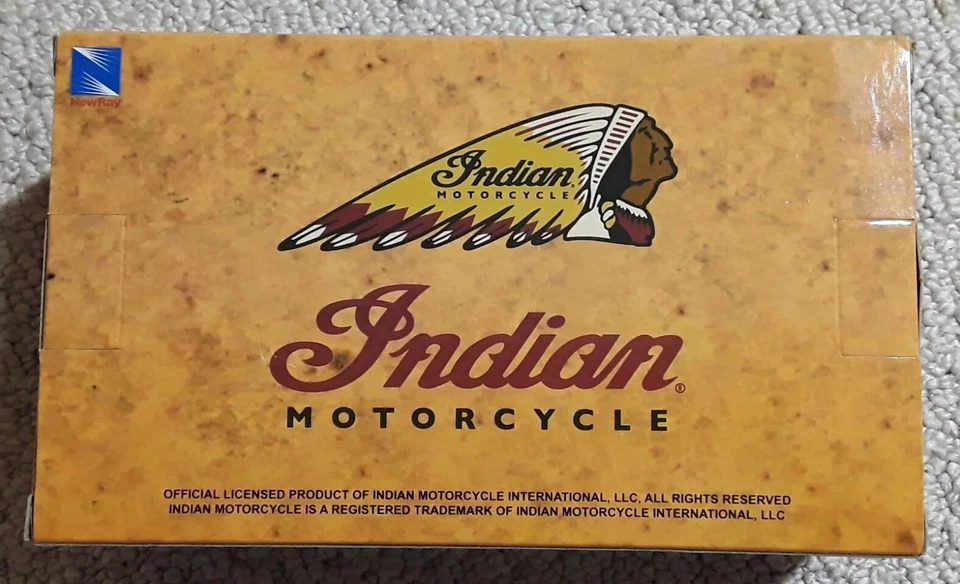 NewRay
Indian
MOTORCYCLE
Indian®
MOTORCYCLE
OFFICIAL LICENSED PRODUCT OF INDIAN MOTORCYCLE INTERNATIONAL, LLC, ALL RIGHTS RESERVED
INDIAN MOTORCYCLE IS A REGISTERED TRADEMARK OF INDIAN MOTORCYCLE INTERNATIONAL, LLC